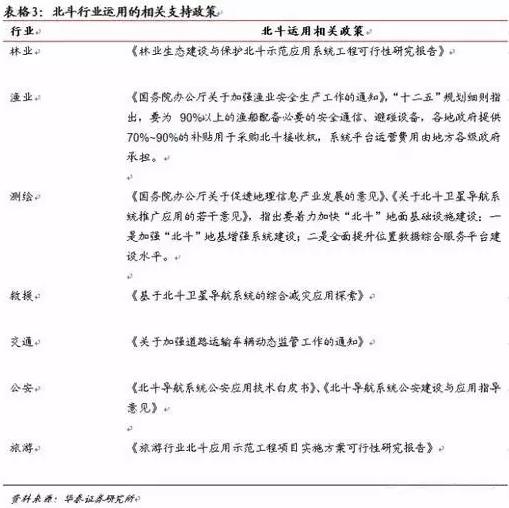 表格3：北斗行业运用的相关支持政策
行业 北斗运用相关政策
林业 《林业生态建设与保护北斗示范应用系统工程可行性研究报告》
渔业 《国务院办公厅关于加强渔业安全生产工作的通知》，“十二五”规划细则指
出，要为 90%以上的渔船配备必要的安全通信、避碰设备，各地政府提供
70%~90%的补贴用于采购北斗接收机，系统平台运营费用由地方各级政府
承担。
测绘 《国务院办公厅关于促进地理信息产业发展的意见》、《关于北斗卫星导航系
统推广应用的若干意见》，指出要着力加快“北斗”地面基础设施建设：一
是加强“北斗”地基增强系统建设；二是全面提升位置数据综合服务平台建
设水平。
救援 《基于北斗卫星导航系统的综合减灾应用探索》
交通 《关于加强道路运输车辆动态监管工作的通知》
公安 《北斗导航系统公安应用技术白皮书》、《北斗导航系统公安建设与应用指导
意见》
旅游 《旅游行业北斗应用示范工程项目实施方案可行性研究报告》
资料来源：华泰证券研究所